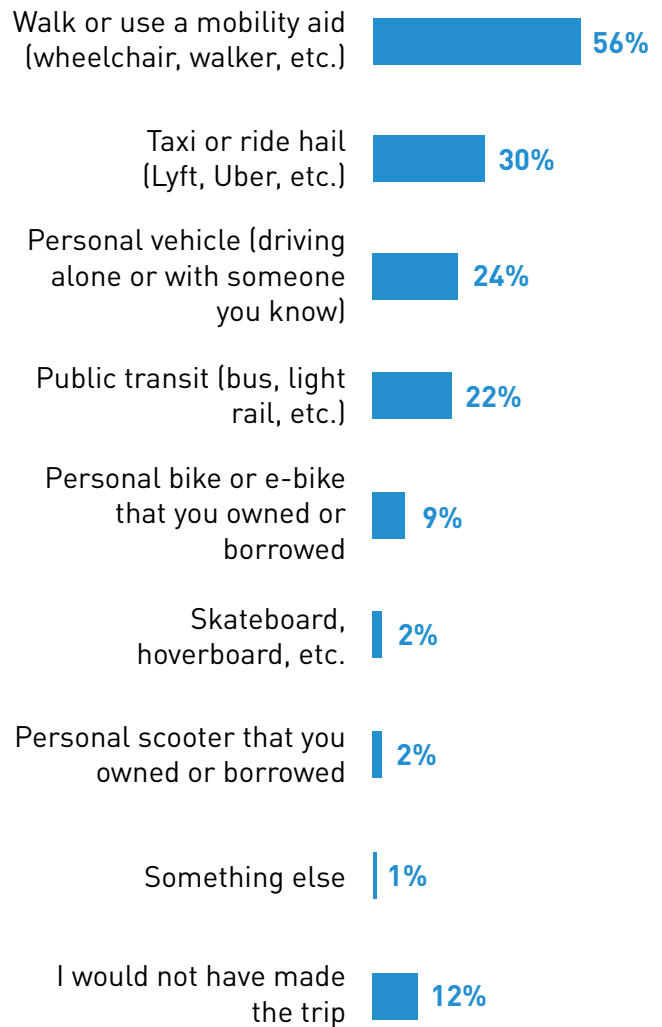 Walk or use a mobility aid
(wheelchair, walker, etc.)
56%
Taxi or ride hail
(Lyft, Uber, etc.)
30%
Personal vehicle (driving
alone or with someone
you know)
24%
Public transit (bus, light
rail, etc.)
22%
Personal bike or e-bike
that you owned or
borrowed
9%
Skateboard,
hoverboard, etc.
2%
Personal scooter that you
owned or borrowed
2%
Something else
1%
I would not have made
the trip
12%